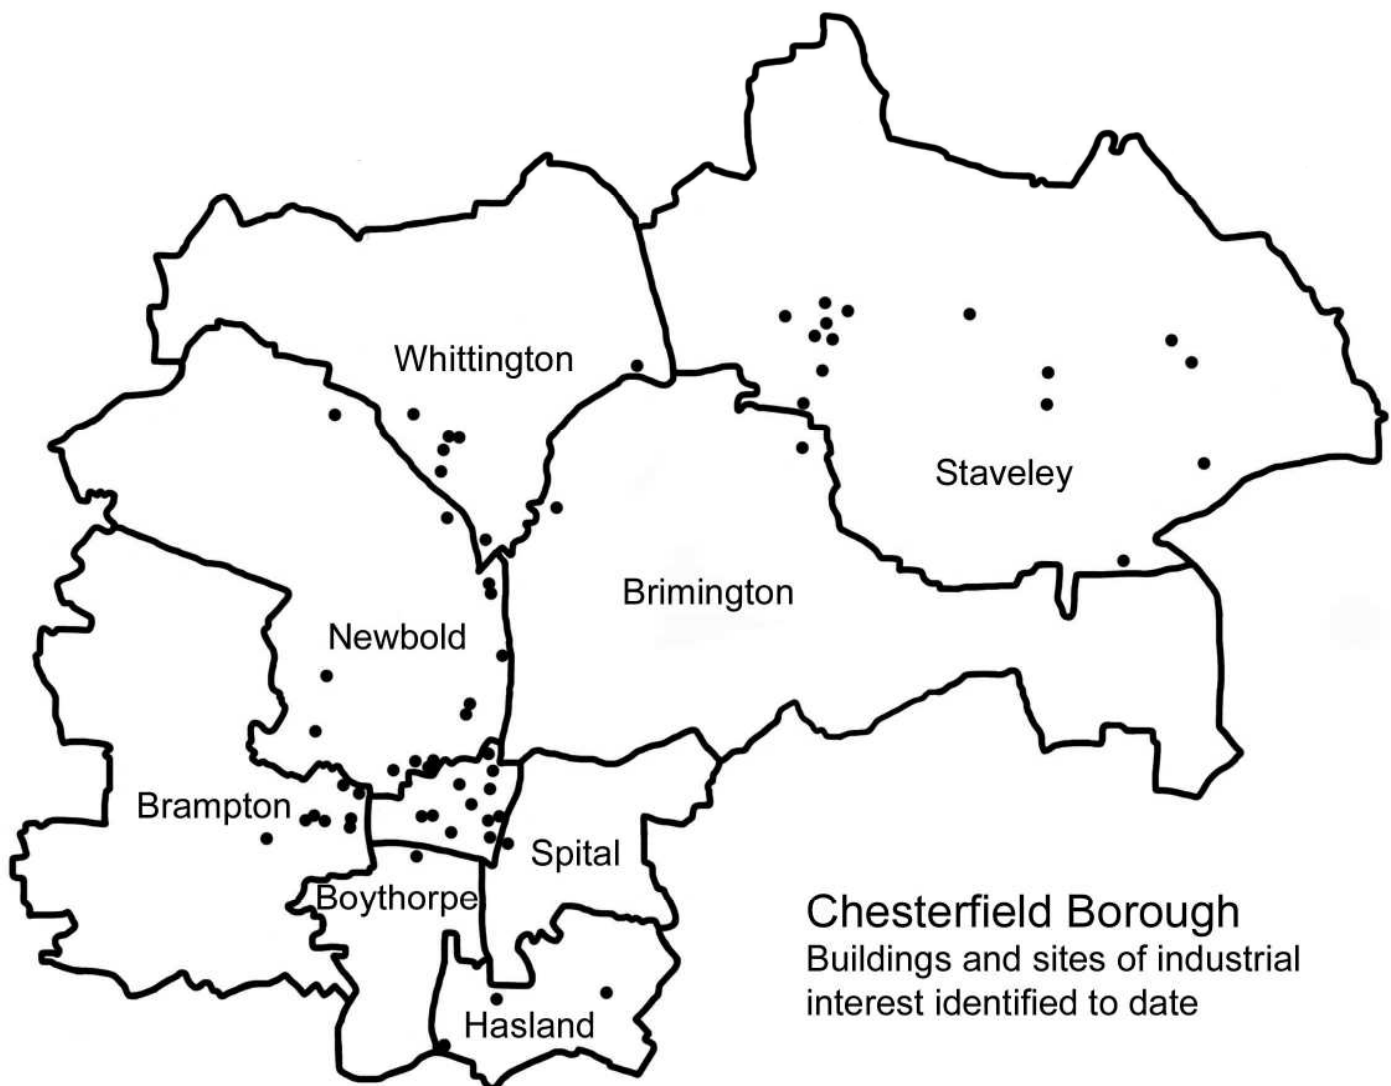 Whittington
Staveley
Brimington
Newbold
Brampton
Spital
Boythorpe
Chesterfield Borough
Buildings and sites of industrial
interest identified to date
Hasland